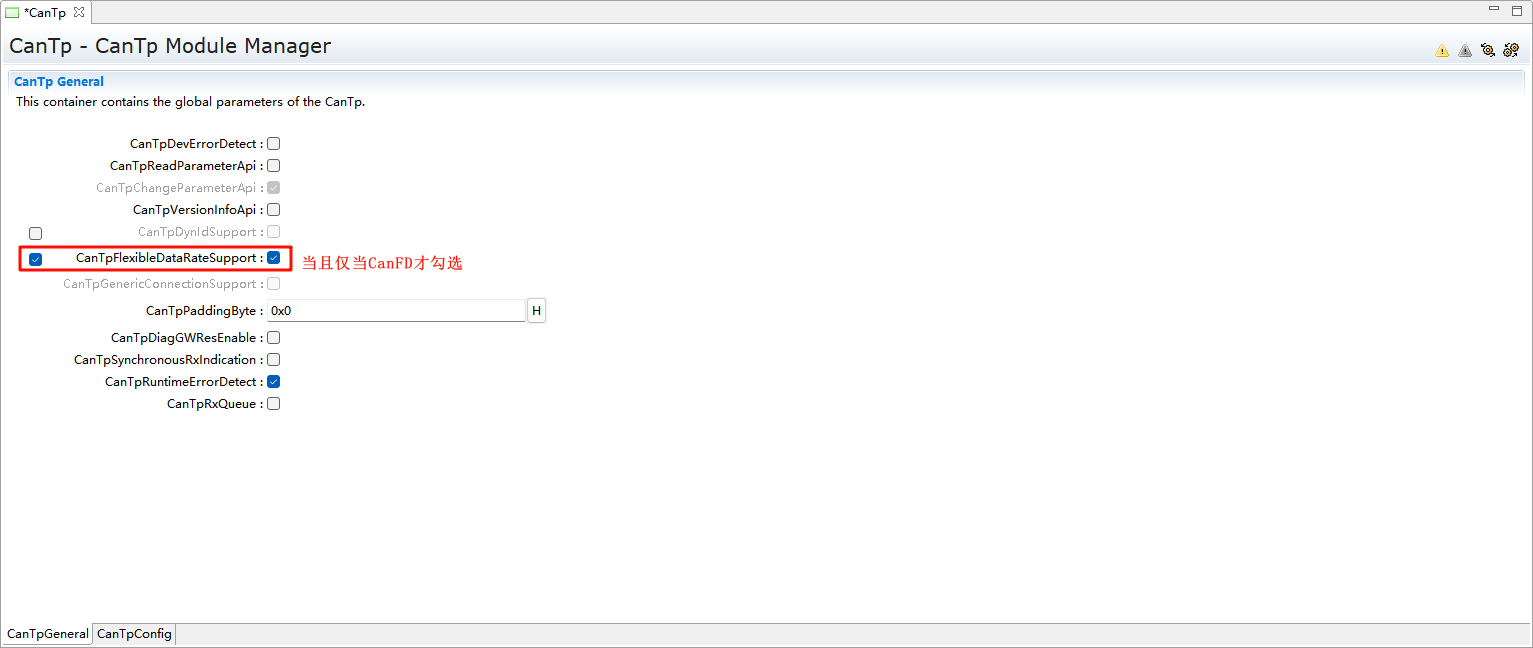 *CanTp
CanTp - CanTp Module Manager
CanTp General
This container contains the global parameters of the CanTp.
CanTpDevErrorDetect :
CanTpReadParameterApi :
CanTpChangeParameterApi :
CanTpVersionInfoApi :
CanTpDynIdSupport :
CanTpFlexibleDataRateSupport : 当且仅当CanFD才勾选
CanTpGenericConnectionSupport :
CanTpPaddingByte : 0x0 H
CanTpDiagGWResEnable :
CanTpSynchronousRxIndication :
CanTpRuntimeErrorDetect :
CanTpRxQueue :
CanTpGeneral CanTpConfig